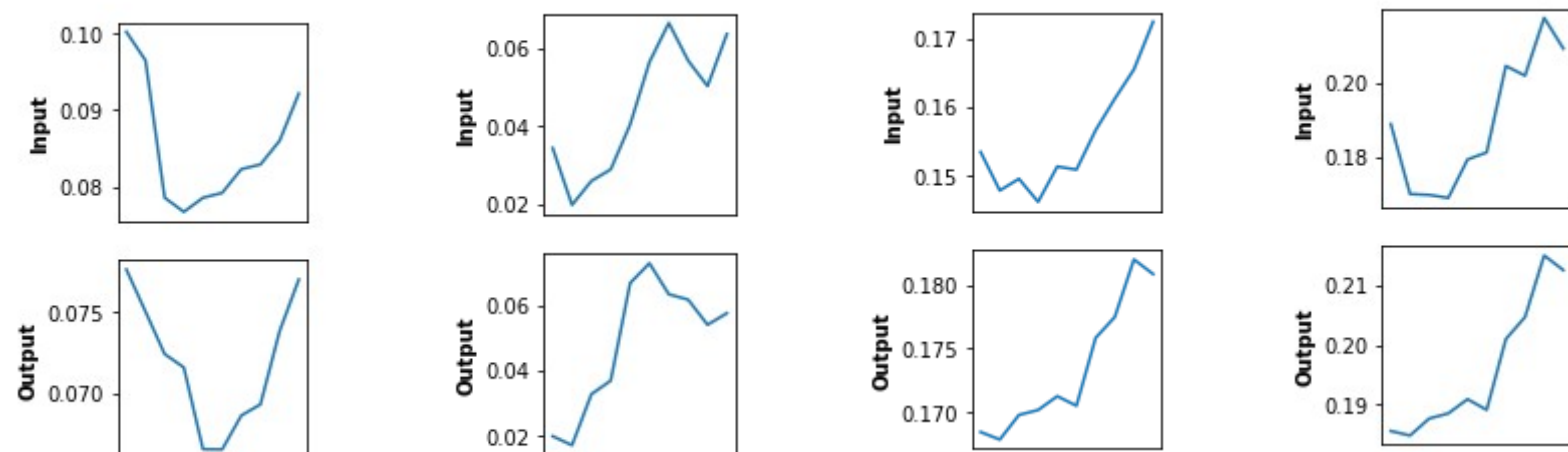 Input 0.10 0.09 0.08
Input 0.06 0.04 0.02
Input 0.17 0.16 0.15
Input 0.20 0.18
Output 0.075 0.070
Output 0.06 0.04 0.02
Output 0.180 0.175 0.170
Output 0.21 0.20 0.19